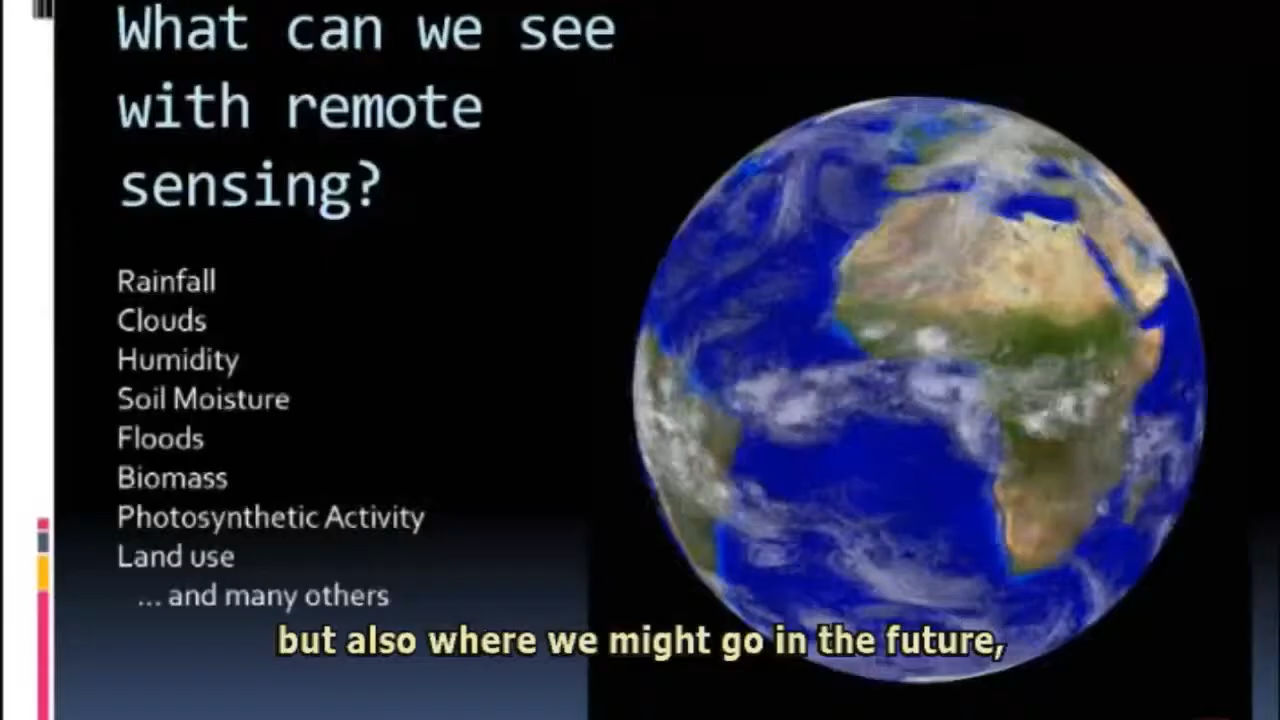 What can we see
with remote
sensing?
Rainfall
Clouds
Humidity
Soil Moisture
Floods
Biomass
Photosynthetic Activity
Land use
... and many others
but also where we might go in the future,